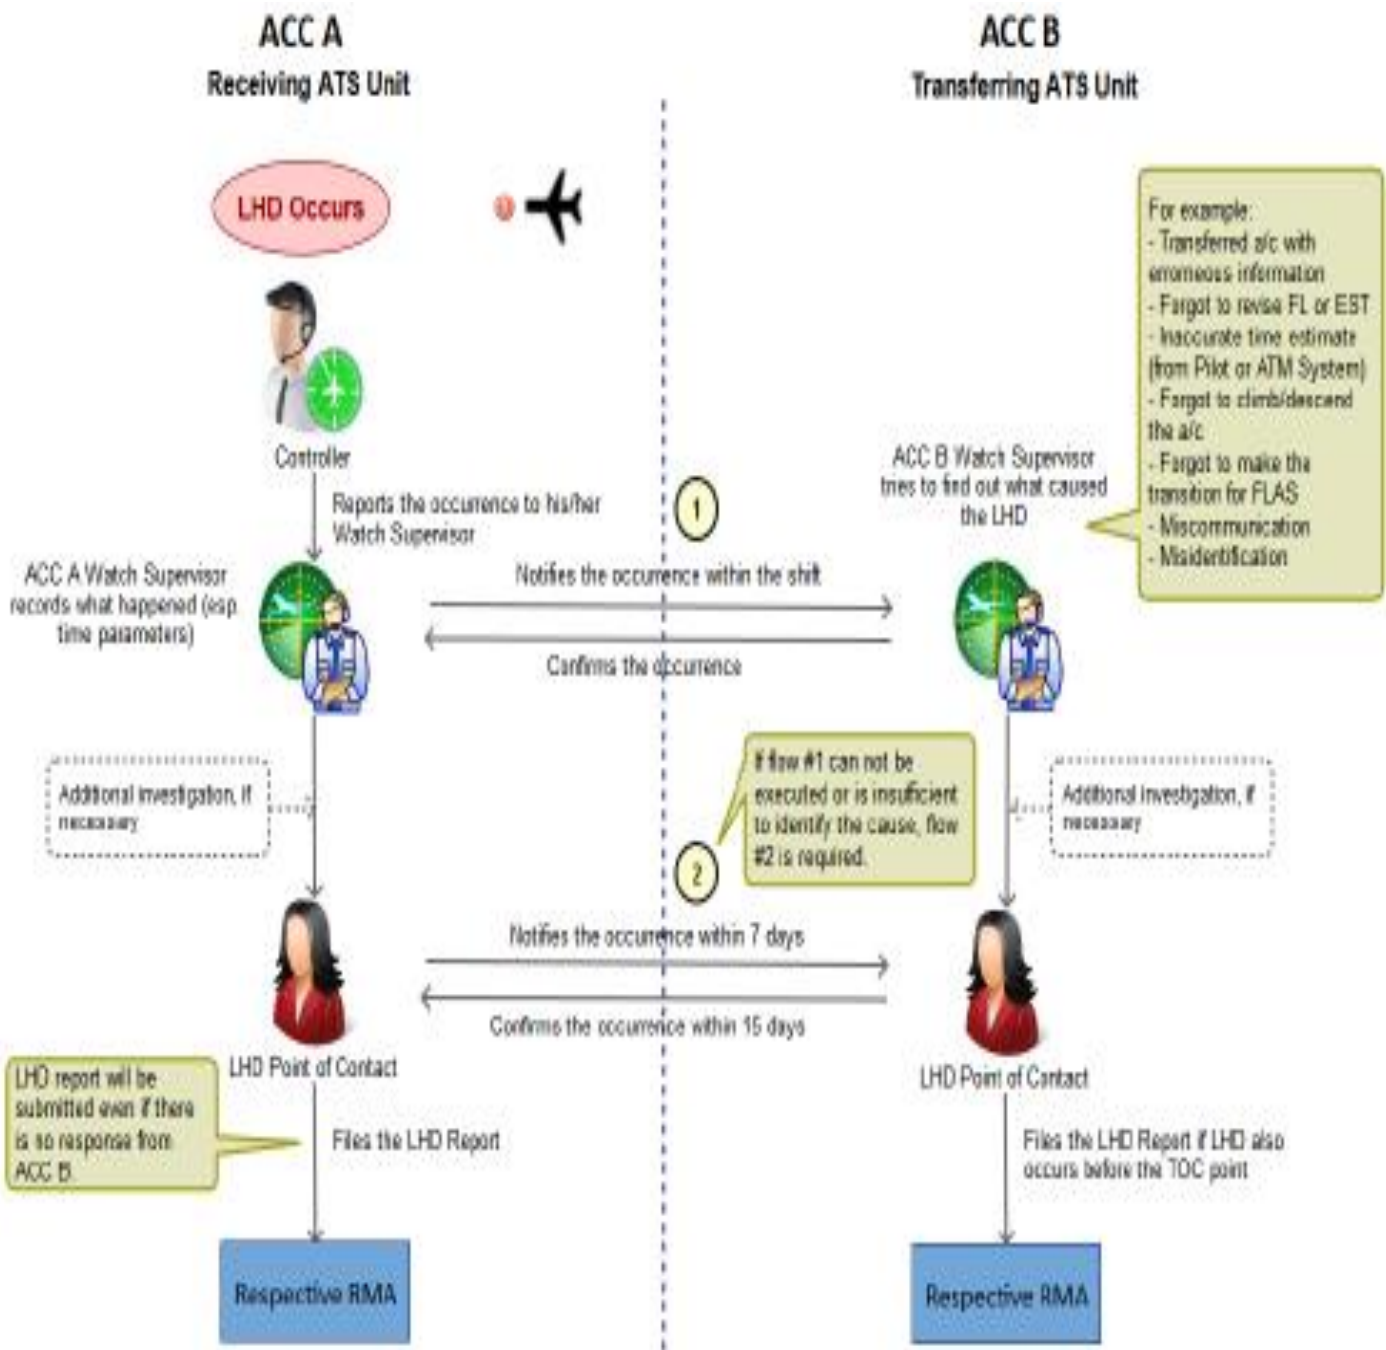 ACC A
Receiving ATS Unit
ACC B
Transferring ATS Unit
LHD Occurs
For example:
- Transferred a/c with
erromeous information
- Forgot to revise FL or EST
- Inaccurate time estimate
(from Pilot or ATM System)
- Forgot to climb/descend
the a/c
- Forgot to make the
transition for FLAS
- Miscommunication
- Misidentification
Controller
Reports the occurrence to his/her
Watch Supervisor
1
ACC B Watch Supervisor
tries to find out what caused
the LHD
ACC A Watch Supervisor
records what happened (esp.
time parameters)
Notifies the occurrence within the shift
Confirms the occurrence
Additional investigation, if
necessary
If flow #1 can not be
executed or is insufficient
to identify the cause, flow
#2 is required.
2
Additional investigation, if
necessary
Notifies the occurrence within 7 days
Confirms the occurrence within 15 days
LHD Point of Contact
LHD Point of Contact
LHD report will be
submitted even if there
is no response from
ACC B.
Files the LHD Report
Files the LHD Report if LHD also
occurs before the TOC point
Respective RMA
Respective RMA